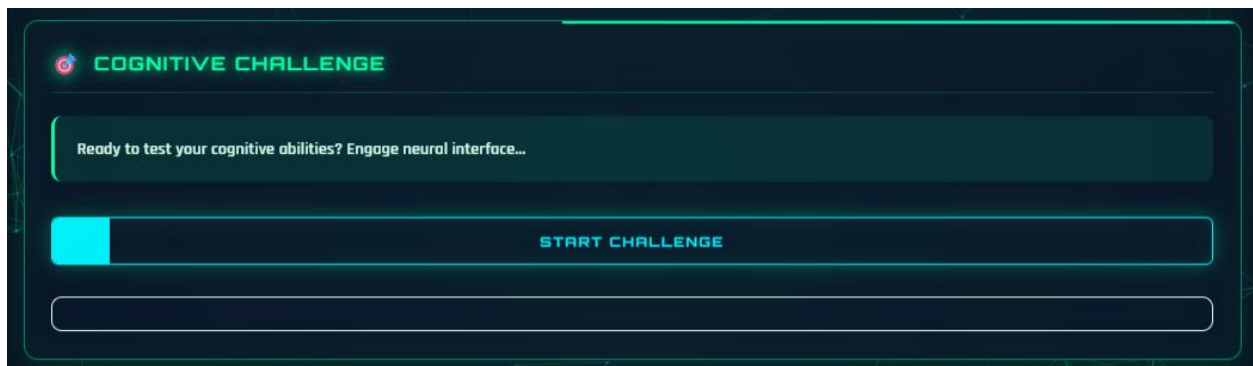 COGNITIVE CHALLENGE
Ready to test your cognitive abilities? Engage neural interface...
START CHALLENGE